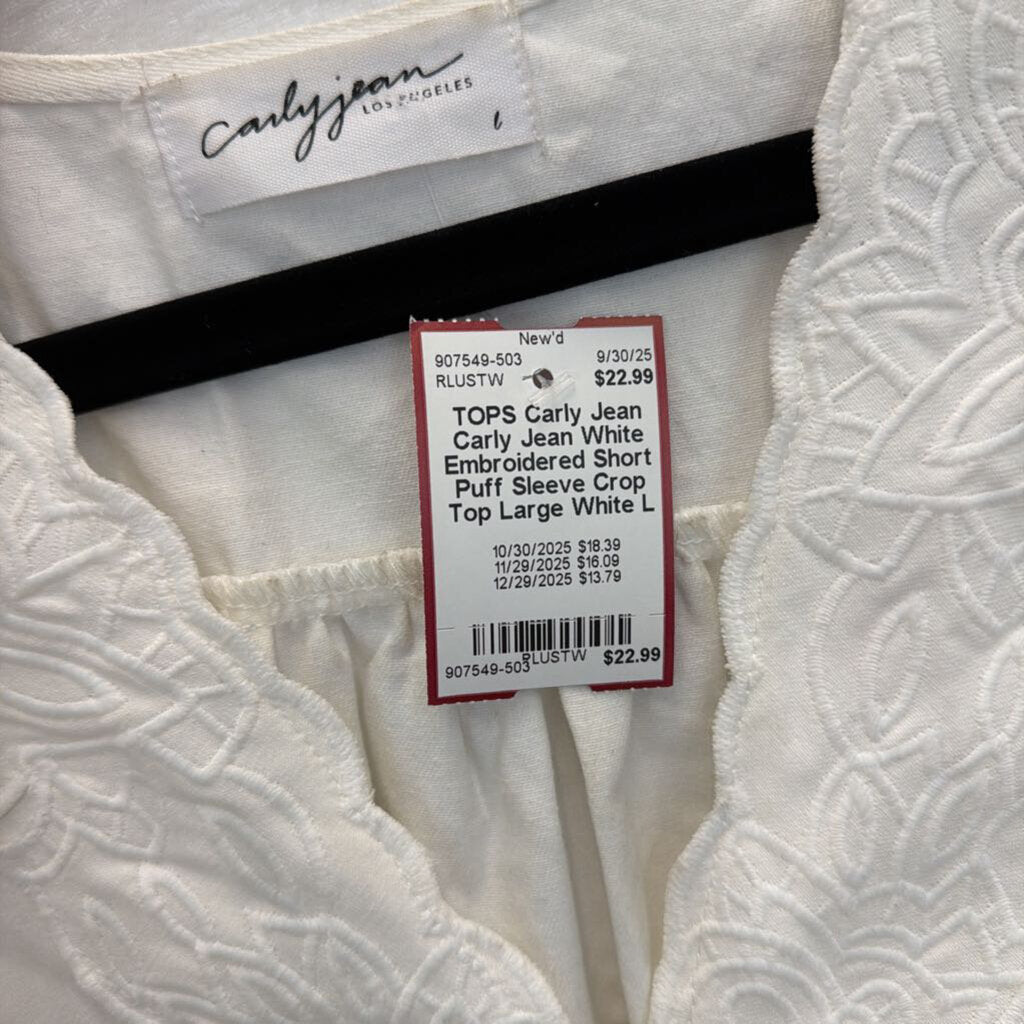 carlyjean
LOS ANGELES
L
New'd
907549-503 9/30/25
RLUSTW $22.99
TOPS Carly Jean
Carly Jean White
Embroidered Short
Puff Sleeve Crop
Top Large White L
10/30/2025 $18.39
11/29/2025 $16.09
12/29/2025 $13.79
RLUSTW $22.99
907549-503